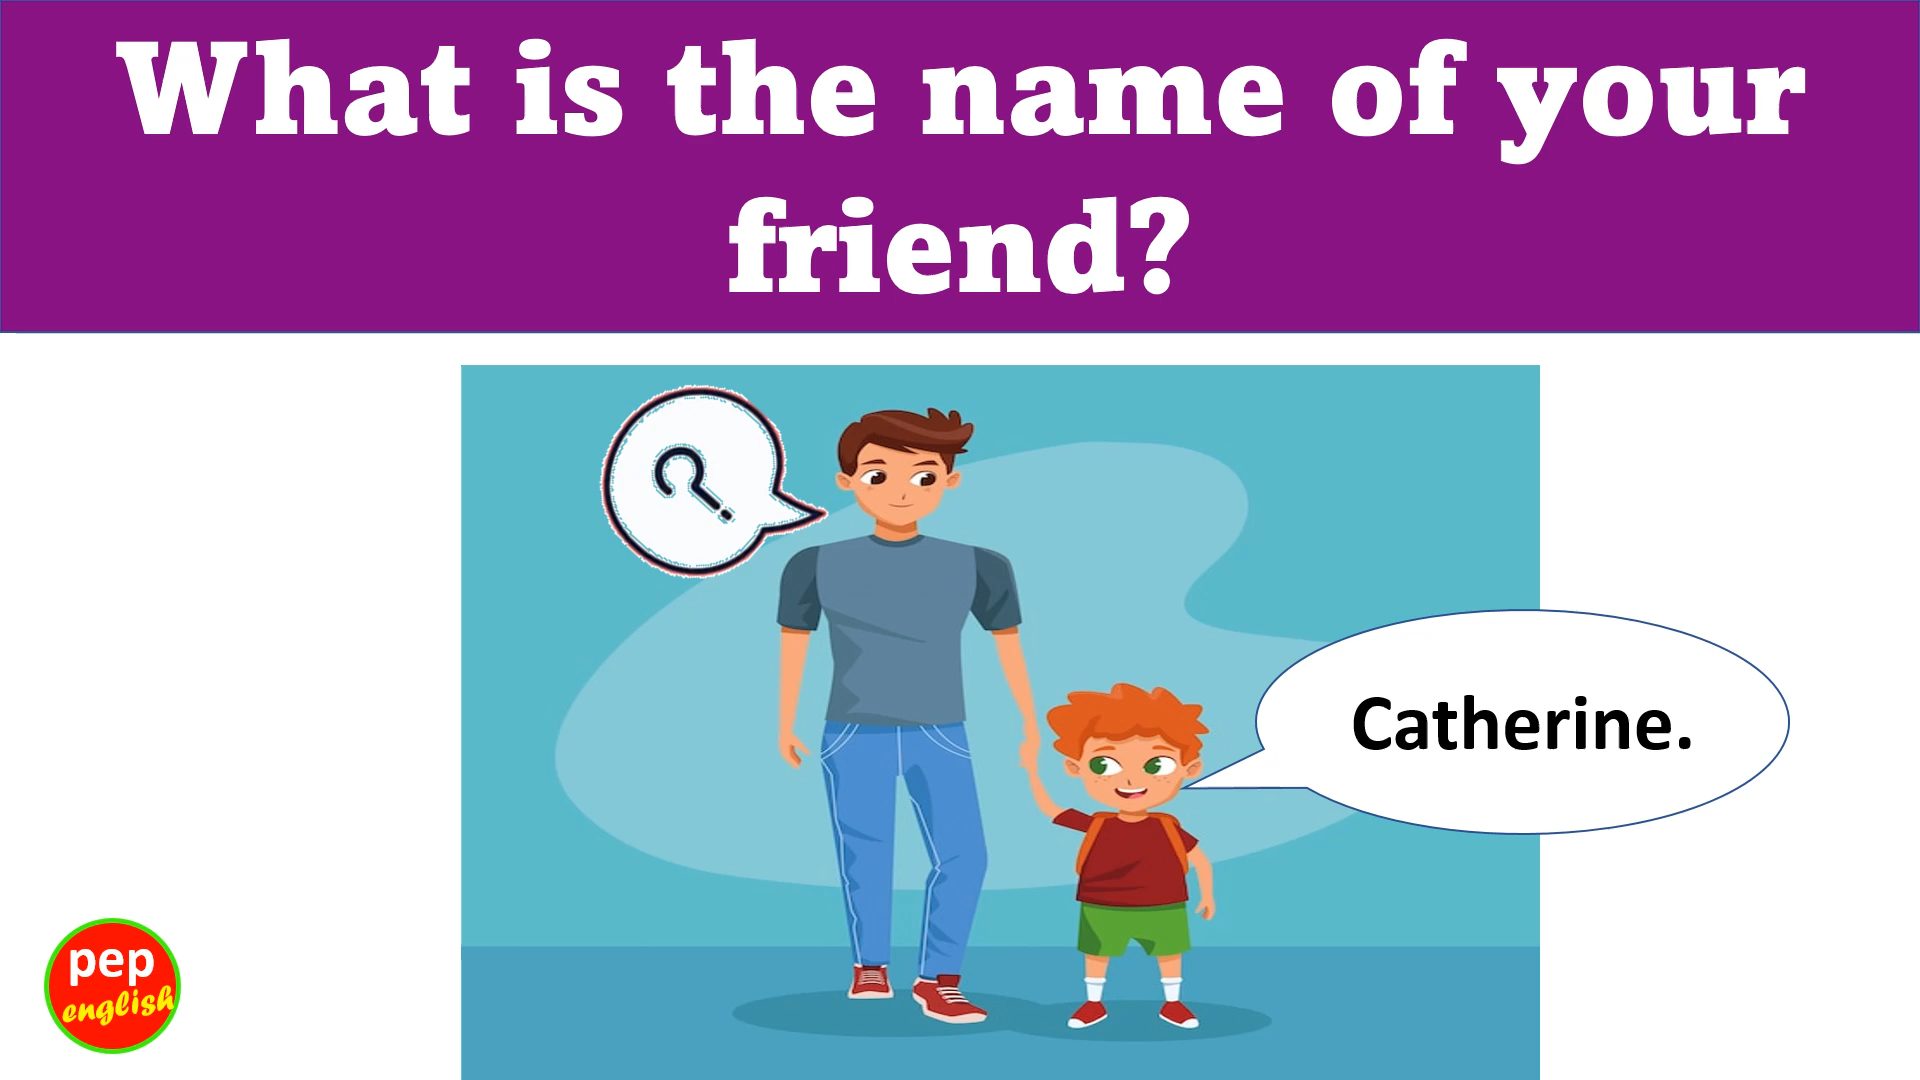 What is the name of your
friend?
?
Catherine.
pep
english